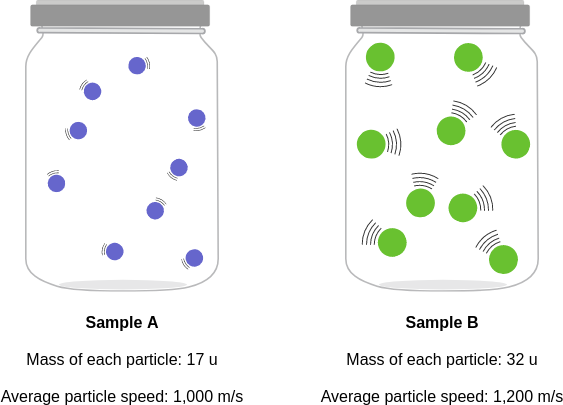 Sample A
Mass of each particle: 17 u
Average particle speed: 1,000 m/s
Sample B
Mass of each particle: 32 u
Average particle speed: 1,200 m/s